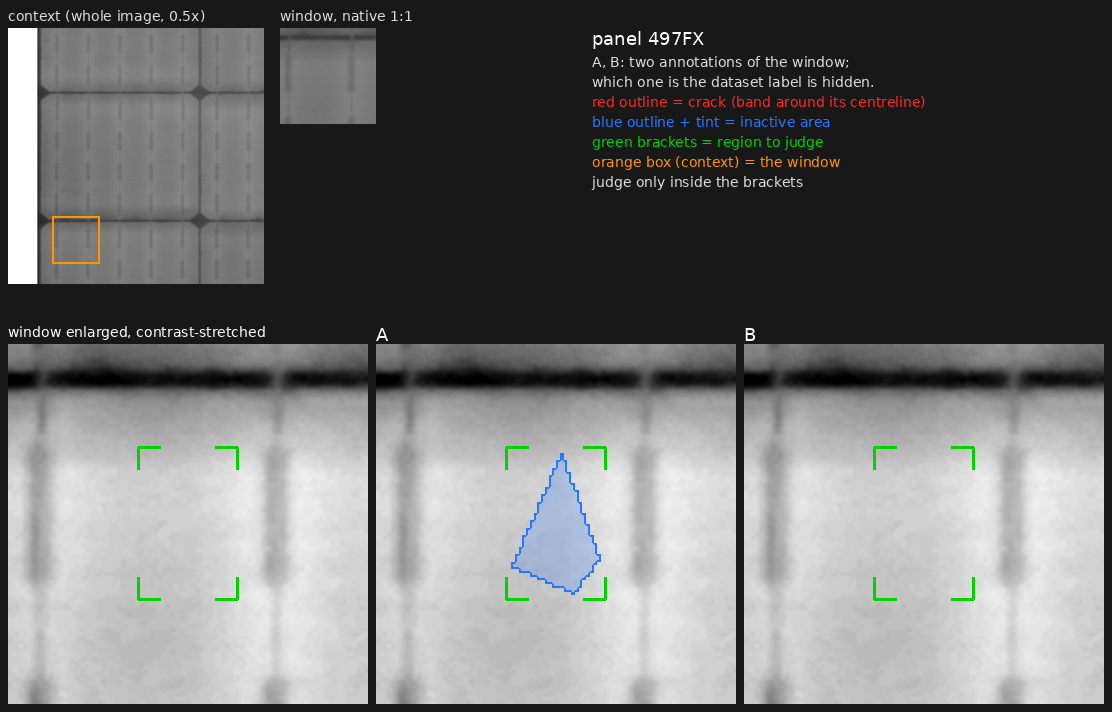 context (whole image, 0.5x)
window, native 1:1
panel 497FX
A, B: two annotations of the window;
which one is the dataset label is hidden.
red outline = crack (band around its centreline)
blue outline + tint = inactive area
green brackets = region to judge
orange box (context) = the window
judge only inside the brackets
window enlarged, contrast-stretched
A
B